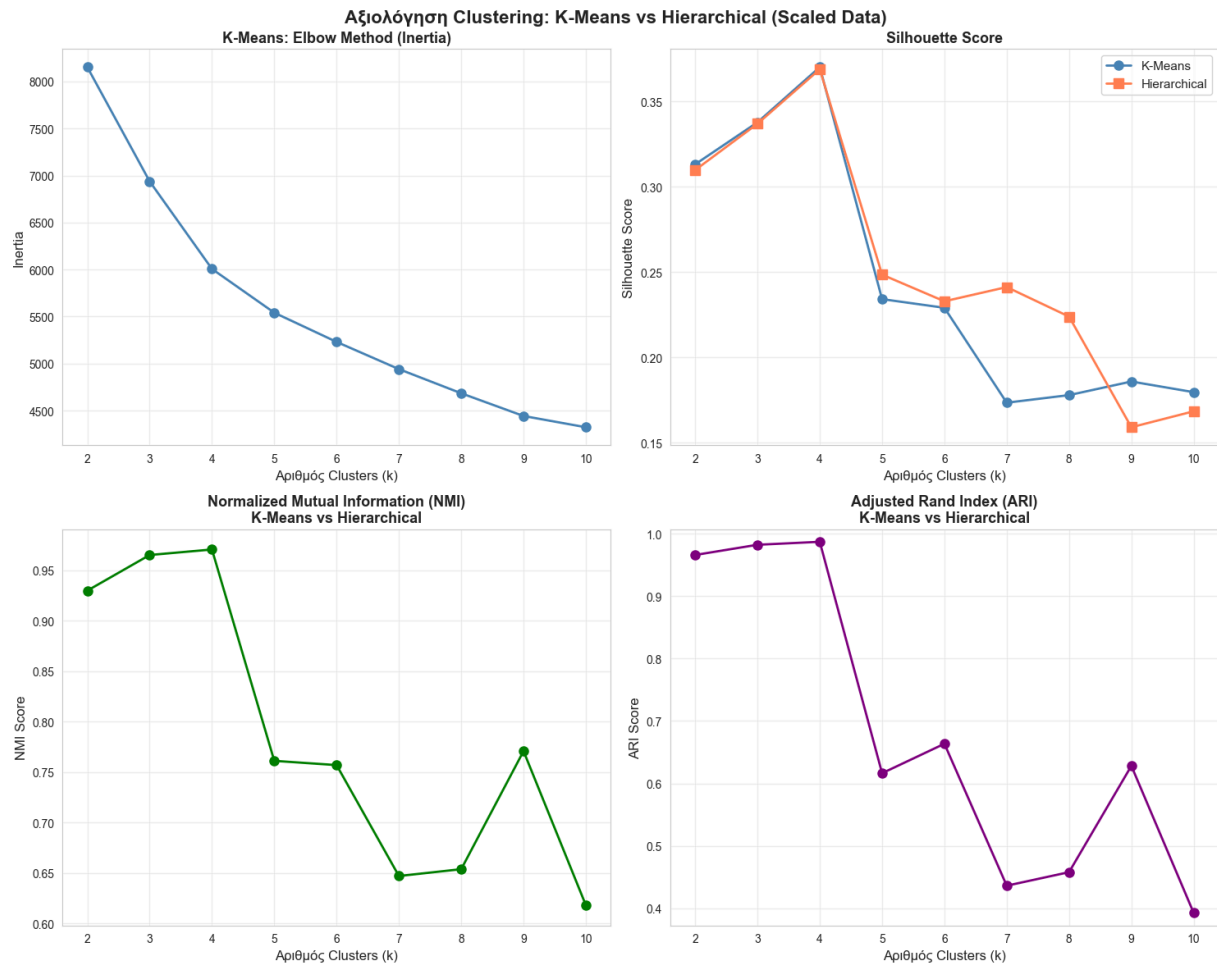 Αξιολόγηση Clustering: K-Means vs Hierarchical (Scaled Data)
K-Means: Elbow Method (Inertia)
8000
7500
7000
6500
6000
5500
5000
4500
Inertia
2 3 4 5 6 7 8 9 10
Αριθμός Clusters (k)
Silhouette Score
K-Means
Hierarchical
0.35
0.30
0.25
0.20
0.15
Silhouette Score
2 3 4 5 6 7 8 9 10
Αριθμός Clusters (k)
Normalized Mutual Information (NMI)
K-Means vs Hierarchical
0.95
0.90
0.85
0.80
0.75
0.70
0.65
0.60
NMI Score
2 3 4 5 6 7 8 9 10
Αριθμός Clusters (k)
Adjusted Rand Index (ARI)
K-Means vs Hierarchical
1.0
0.9
0.8
0.7
0.6
0.5
0.4
ARI Score
2 3 4 5 6 7 8 9 10
Αριθμός Clusters (k)